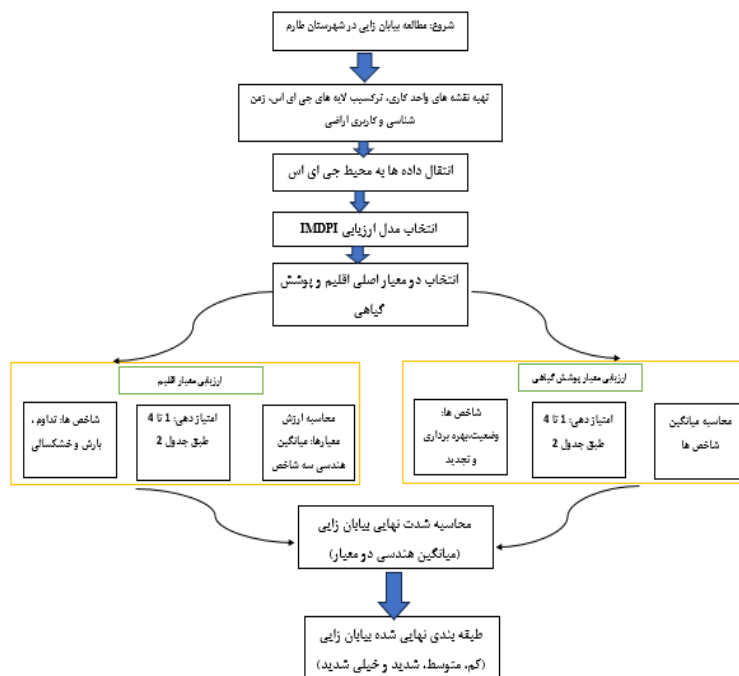 شروع: مطالعه بیابان زایی در شهرستان طارم
تهیه نقشه های واحد کاری، ترکسیب لایه های جی ای اس، زمن
شناسی و کاربری اراضی
انتقال داده ها به محیط جی ای اس
انتخاب مدل ارزیابی IMDPI
انتخاب دو معیار اصلی اقلیم و پوشش
گیاهی
ارزیابی معیار پوشش گیاهی
محاسبه میانگین
شاخص ها
امتیاز دهی: 1 تا 4
طبق جدول 2
شاخص ها:
وضعیت،بهره برداری
و تجدید
ارزیابی معیار اقلیم
محاسبه ارزش
معیارها: میانگین
هندسی سه شاخص
امتیاز دهی: 1 تا 4
طبق جدول 2
شاخص ها: تداوم ،
بارش و خشکسالی
محاسبه شدت نهایی بیابان زایی
(میانگین هندسی دو معیار)
طبقه بندی نهایی شده بیابان زایی
(کم، متوسط، شدید و خیلی شدید)